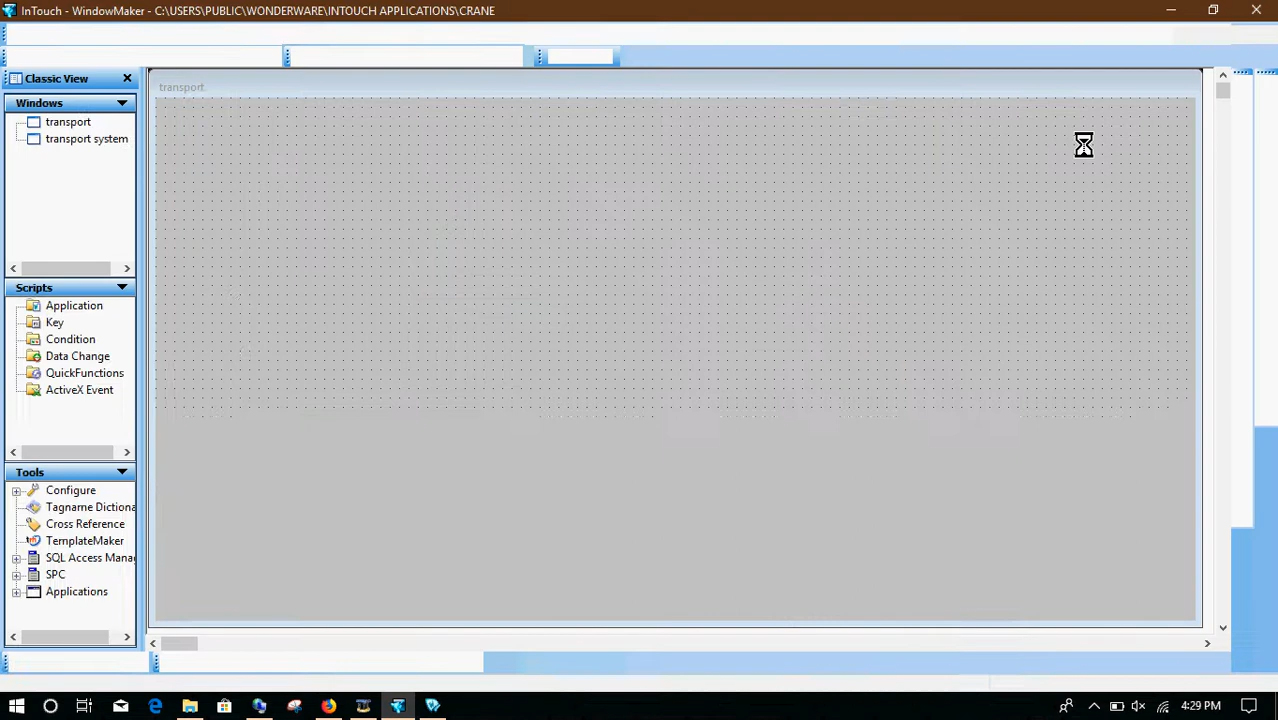 InTouch - WindowMaker - C:\USERS\PUBLIC\WONDERWARE\INTOUCH APPLICATIONS\CRANE
Classic View
Windows
transport
transport system
Scripts
Application
Key
Condition
Data Change
QuickFunctions
ActiveX Event
Tools
Configure
Tagname Dictiona
Cross Reference
TemplateMaker
SQL Access Mana
SPC
Applications
transport
4:29 PM